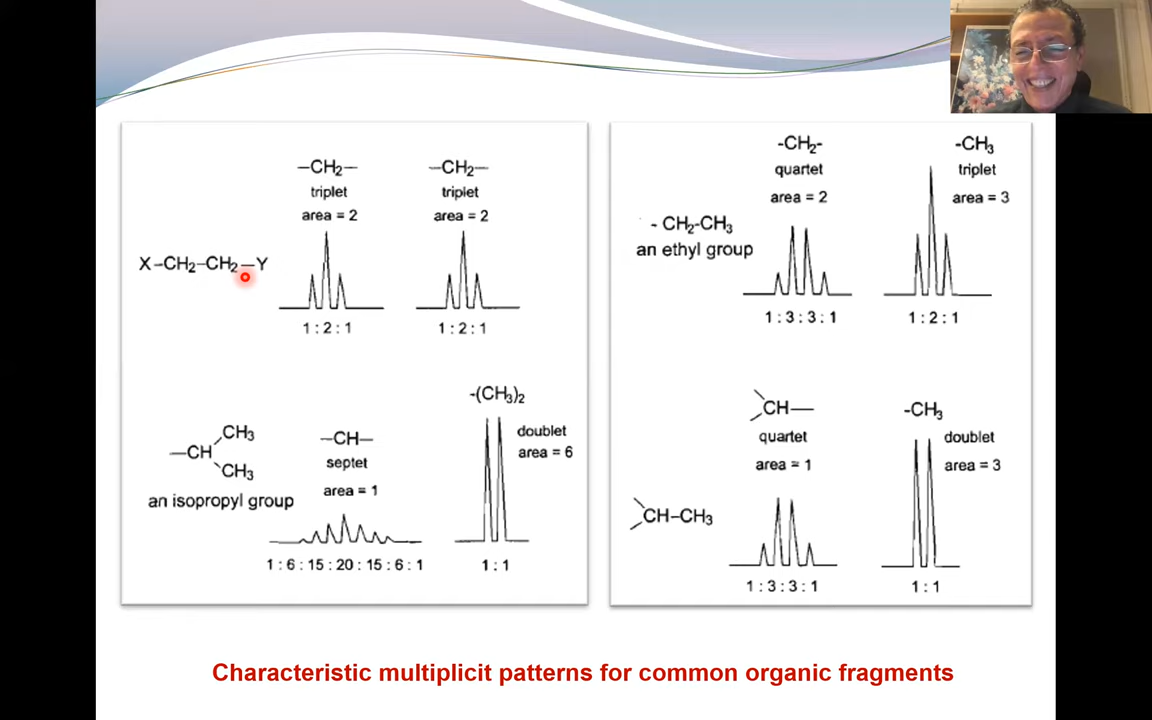 –CH₂–
triplet
area = 2
–CH₂–
triplet
area = 2
X–CH₂–CH₂–Y
1 : 2 : 1
1 : 2 : 1
-(CH₃)₂
doublet
area = 6
–CH
CH₃
CH₃
an isopropyl group
–CH–
septet
area = 1
1 : 6 : 15 : 20 : 15 : 6 : 1
1 : 1
-CH₂-
quartet
area = 2
-CH₃
triplet
area = 3
- CH₂-CH₃
an ethyl group
1 : 3 : 3 : 1
1 : 2 : 1
CH–
quartet
area = 1
-CH₃
doublet
area = 3
CH–CH₃
1 : 3 : 3 : 1
1 : 1
Characteristic multiplicit patterns for common organic fragments